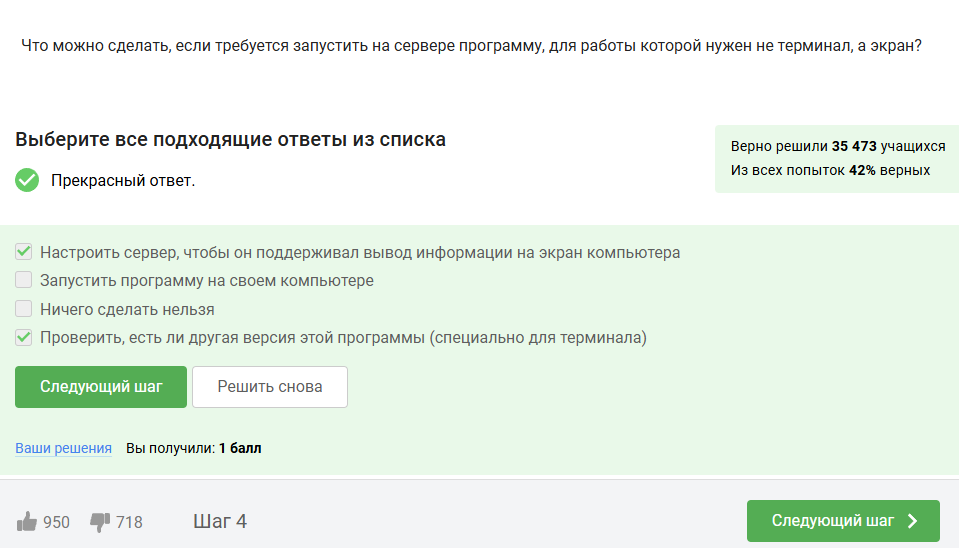 Что можно сделать, если требуется запустить на сервере программу, для работы которой нужен не терминал, а экран?
Выберите все подходящие ответы из списка
Верно решили 35 473 учащихся
Из всех попыток 42% верных
Прекрасный ответ.
Настроить сервер, чтобы он поддерживал вывод информации на экран компьютера
Запустить программу на своем компьютере
Ничего сделать нельзя
Проверить, есть ли другая версия этой программы (специально для терминала)
Следующий шаг
Решить снова
Ваши решения Вы получили: 1 балл
950 718 Шаг 4 Следующий шаг